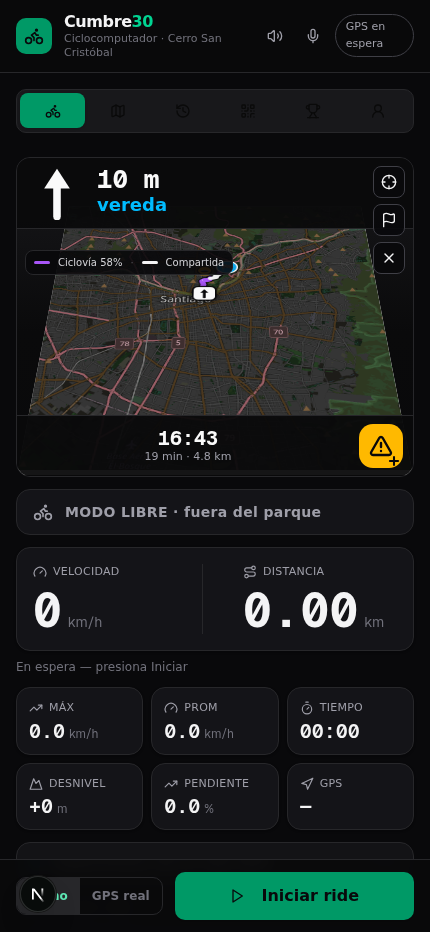 Cumbre30
Ciclocomputador · Cerro San
Cristóbal
GPS en
espera
10 m
vereda
Ciclovía 58%
Compartida
Santiago
70
78
5
16:43
19 min · 4.8 km
MODO LIBRE · fuera del parque
VELOCIDAD
0 km/h
DISTANCIA
0.00 km
En espera — presiona Iniciar
MÁX
0.0 km/h
PROM
0.0 km/h
TIEMPO
00:00
DESNIVEL
+0 m
PENDIENTE
0.0 %
GPS
—
N
GPS real
Iniciar ride